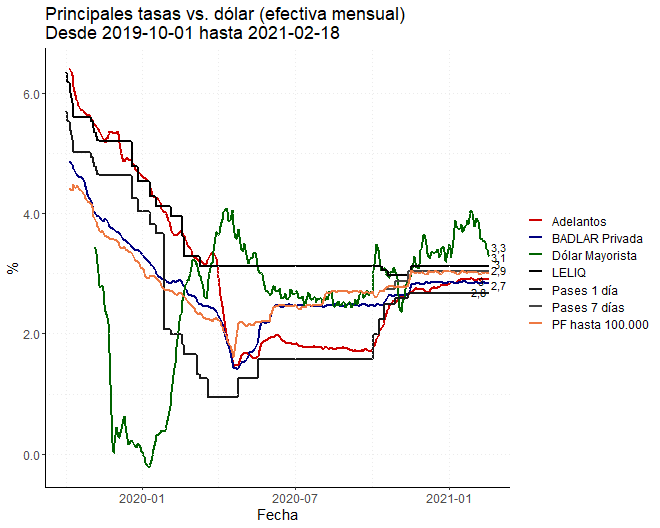 Principales tasas vs. dólar (efectiva mensual)
Desde 2019-10-01 hasta 2021-02-18
6.0
4.0
2.0
0.0
%
2020-01
2020-07
2021-01
Fecha
3,3
3,1
2,9
2,7
Adelantos
BADLAR Privada
Dólar Mayorista
LELIQ
Pases 1 día
Pases 7 días
PF hasta 100.000